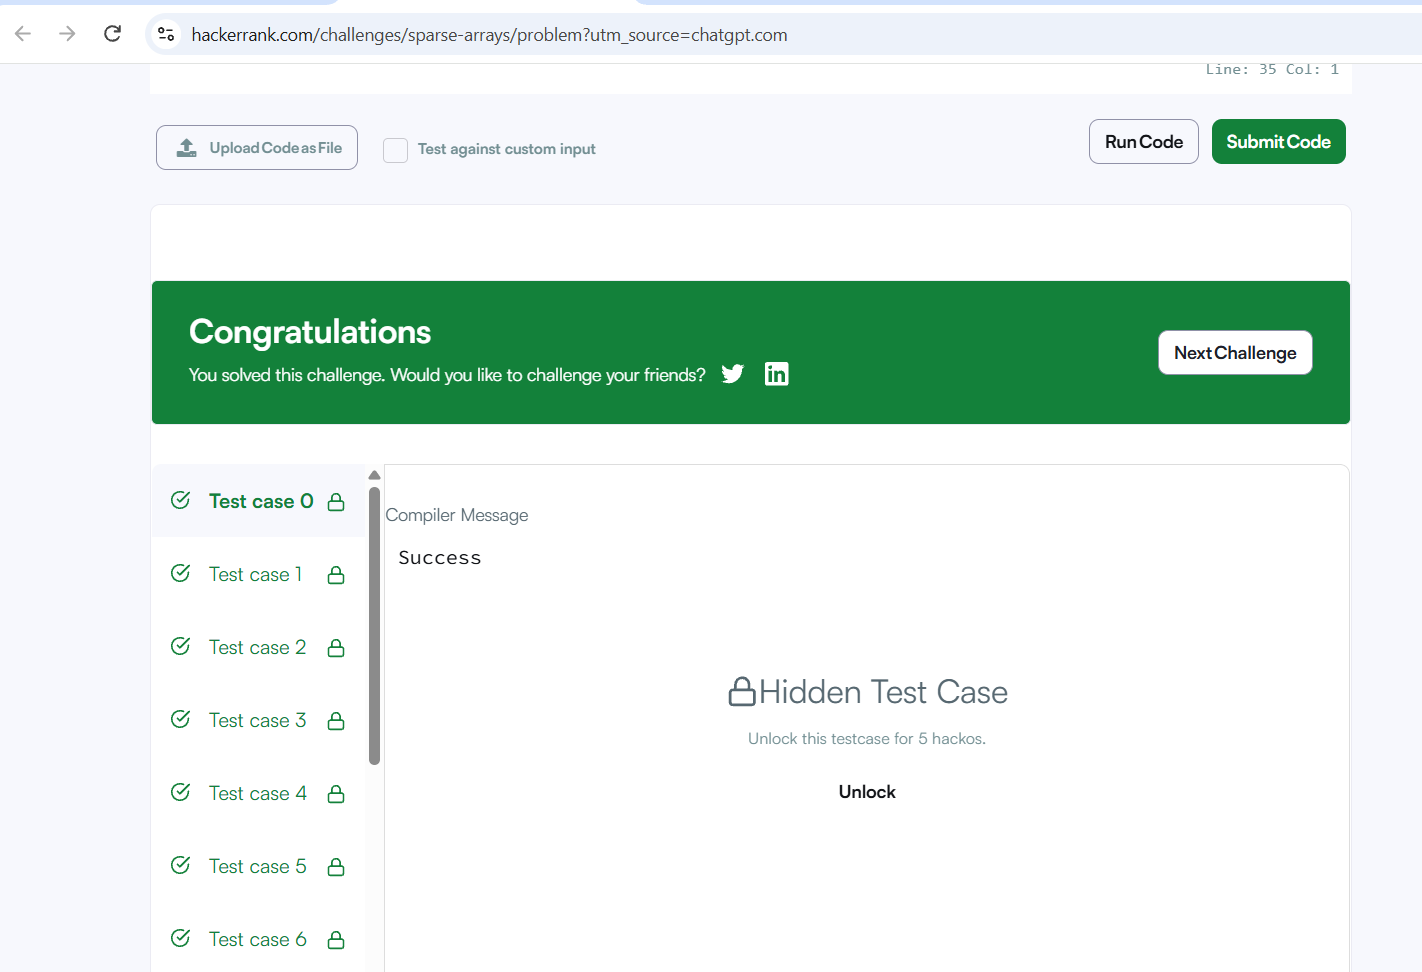 hackerrank.com/challenges/sparse-arrays/problem?utm_source=chatgpt.com
Line: 35 Col: 1
Upload Code as File
Test against custom input
Run Code
Submit Code
Congratulations
You solved this challenge. Would you like to challenge your friends?
Next Challenge
Test case 0
Test case 1
Test case 2
Test case 3
Test case 4
Test case 5
Test case 6
Compiler Message
Success
Hidden Test Case
Unlock this testcase for 5 hackos.
Unlock